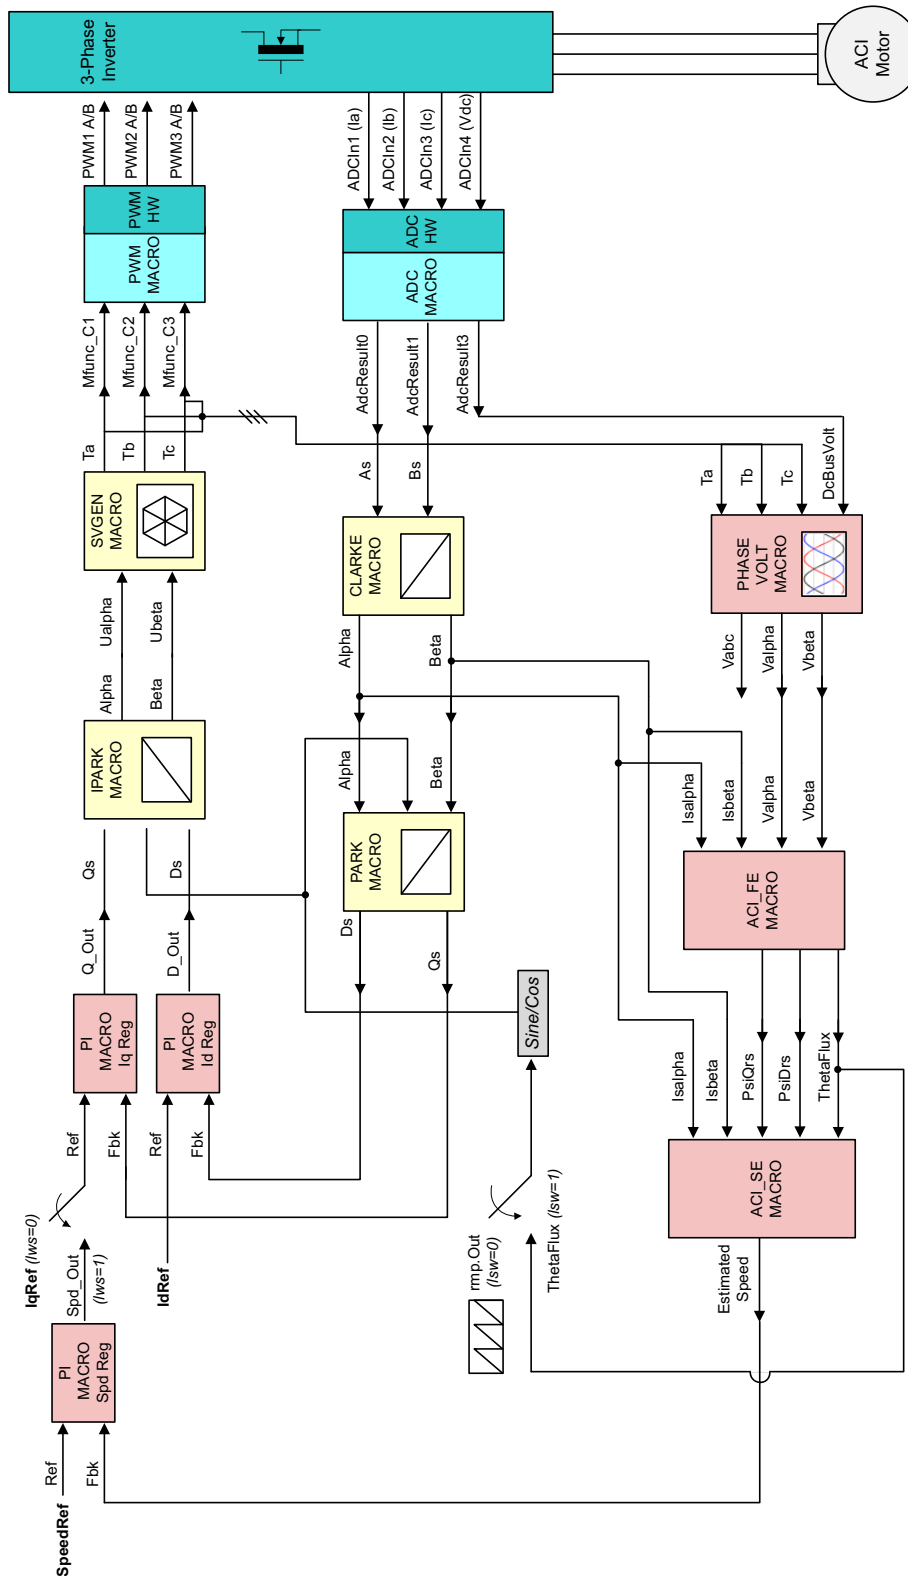 SpeedRef
Ref
Fbk
PI
MACRO
Spd Reg
IqRef (lws=0)
Spd_Out
(lws=1)
Ref
Fbk
PI
MACRO
Iq Reg
IdRef
Ref
Fbk
PI
MACRO
Id Reg
Q_Out
Qs
D_Out
Ds
IPARK
MACRO
Alpha
Ualpha
Beta
Ubeta
SVGEN
MACRO
Ta
Tb
Tc
Mfunc_C1
Mfunc_C2
Mfunc_C3
PWM
MACRO
PWM
HW
PWM1 A/B
PWM2 A/B
PWM3 A/B
3-Phase
Inverter
ADCIn1 (Ia)
ADCIn2 (Ib)
ADCIn3 (Ic)
ADCIn4 (Vdc)
ADC
HW
ADC
MACRO
AdcResult0
AdcResult1
AdcResult3
As
Bs
CLARKE
MACRO
Alpha
Beta
Alpha
Beta
PARK
MACRO
Ds
Qs
Sine/Cos
rmp.Out
(lsw=0)
ThetaFlux (lsw=1)
Ta
Tb
Tc
DcBusVolt
PHASE
VOLT
MACRO
Vabc
Valpha
Vbeta
Isalpha
Isbeta
Valpha
Vbeta
ACI_FE
MACRO
Isalpha
Isbeta
PsiQrs
PsiDrs
ThetaFlux
ACI_SE
MACRO
Estimated
Speed
ACI
Motor